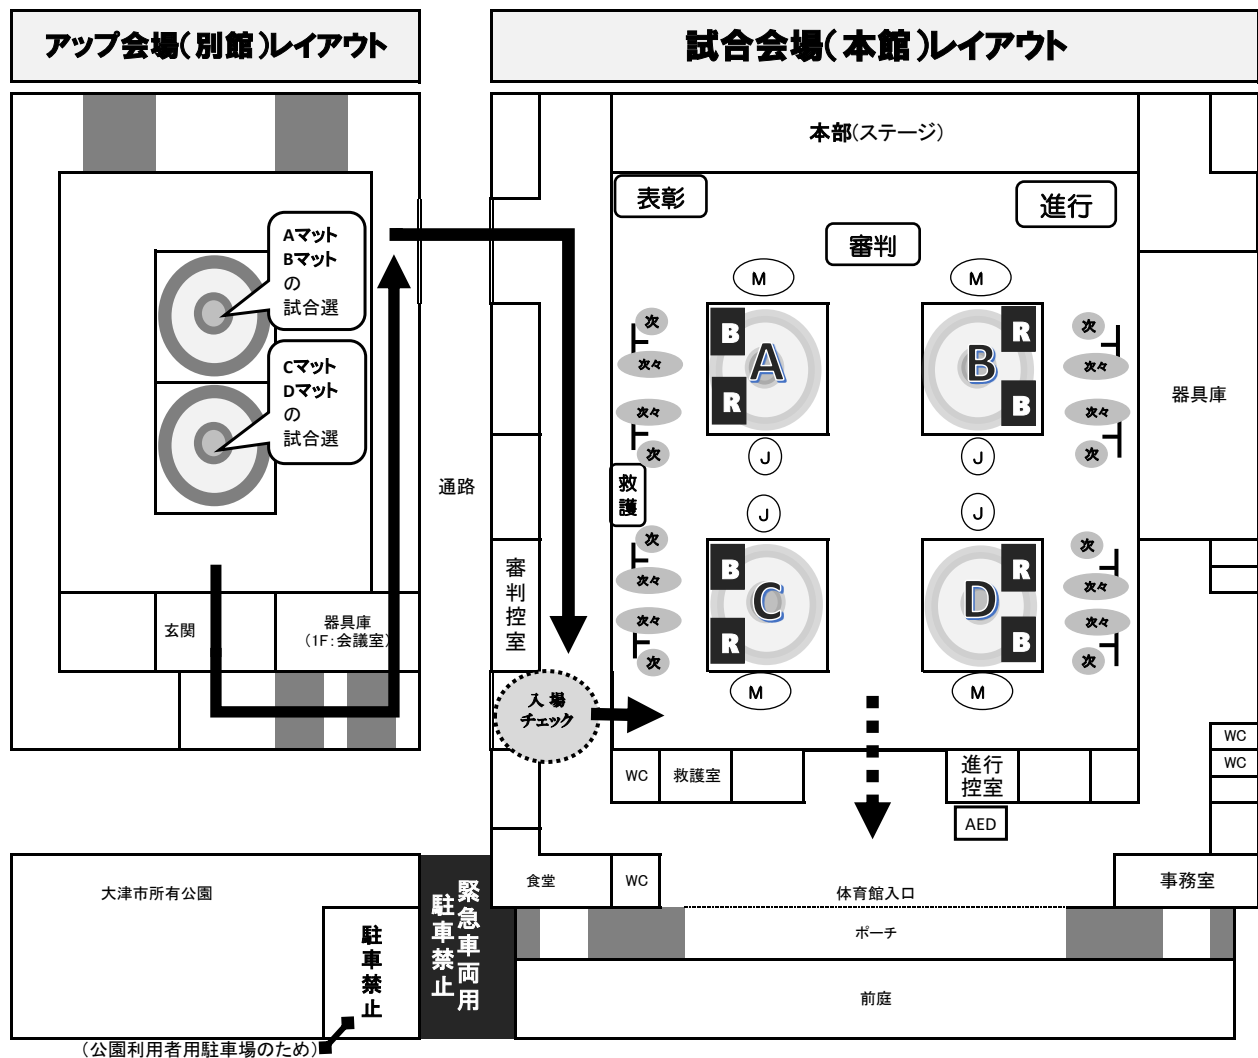 アップ会場(別館)レイアウト
試合会場(本館)レイアウト
Aマット
Bマット
の
試合選
Cマット
Dマット
の
試合選
玄関
器具庫
(1F:会議室)
通路
本部(ステージ)
表彰
進行
審判
M
M
次
次々
次々
次
B
R
A
R
B
B
次
次々
次々
次
J
J
救
護
J
J
次
次々
次々
次
B
R
C
R
B
D
次
次々
次々
次
M
M
器具庫
審
判
控
室
入場
チェック
WC
救護室
進行
控室
AED
WC
WC
食堂
WC
体育館入口
事務室
ポーチ
前庭
大津市所有公園
駐
車
禁
止
(公園利用者用駐車場のため)
緊急車両用
駐車禁止